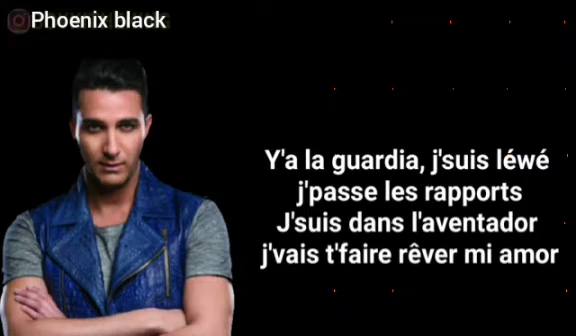 Phoenix black
Y'a la guardia, j'suis léwé
j'passe les rapports
J'suis dans l'aventador
j'vais t'faire rêver mi amor